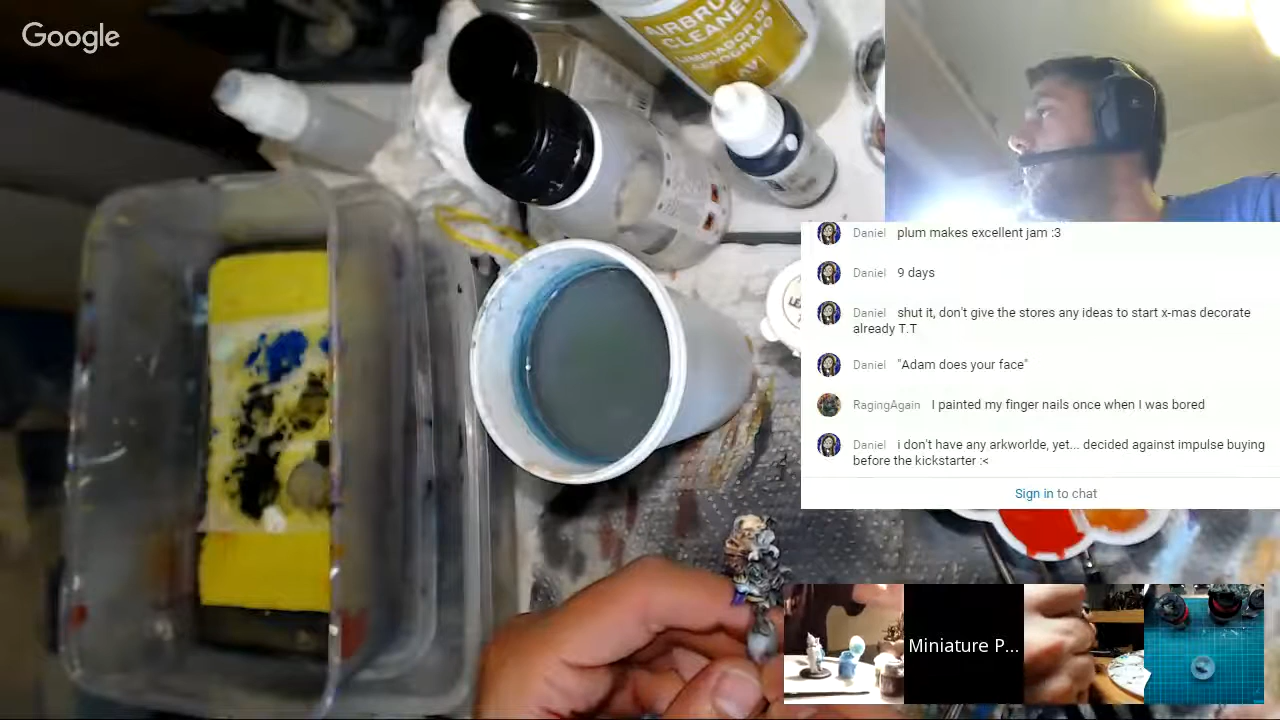 Google
AIRBRUSH
CLEANER
LIMPIADOR DE
AEROGRAFO
AV
Daniel plum makes excellent jam :3
Daniel 9 days
Daniel shut it, don't give the stores any ideas to start x-mas decorate
already T.T
Daniel "Adam does your face"
RagingAgain I painted my finger nails once when I was bored
Daniel i don't have any arkworlde, yet... decided against impulse buying
before the kickstarter :<
Sign in to chat
Miniature P...